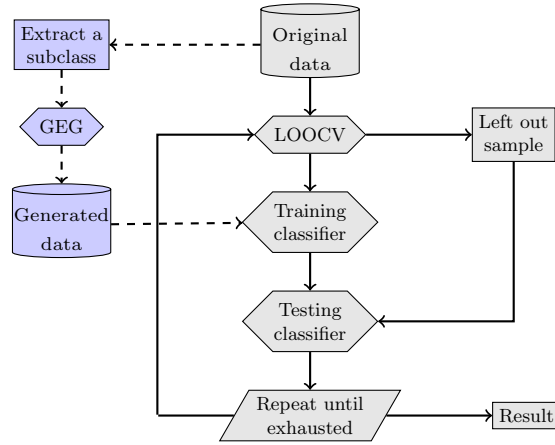 Extract a
subclass
Original
data
GEG
LOOCV
Left out
sample
Generated
data
Training
classifier
Testing
classifier
Repeat until
exhausted
Result